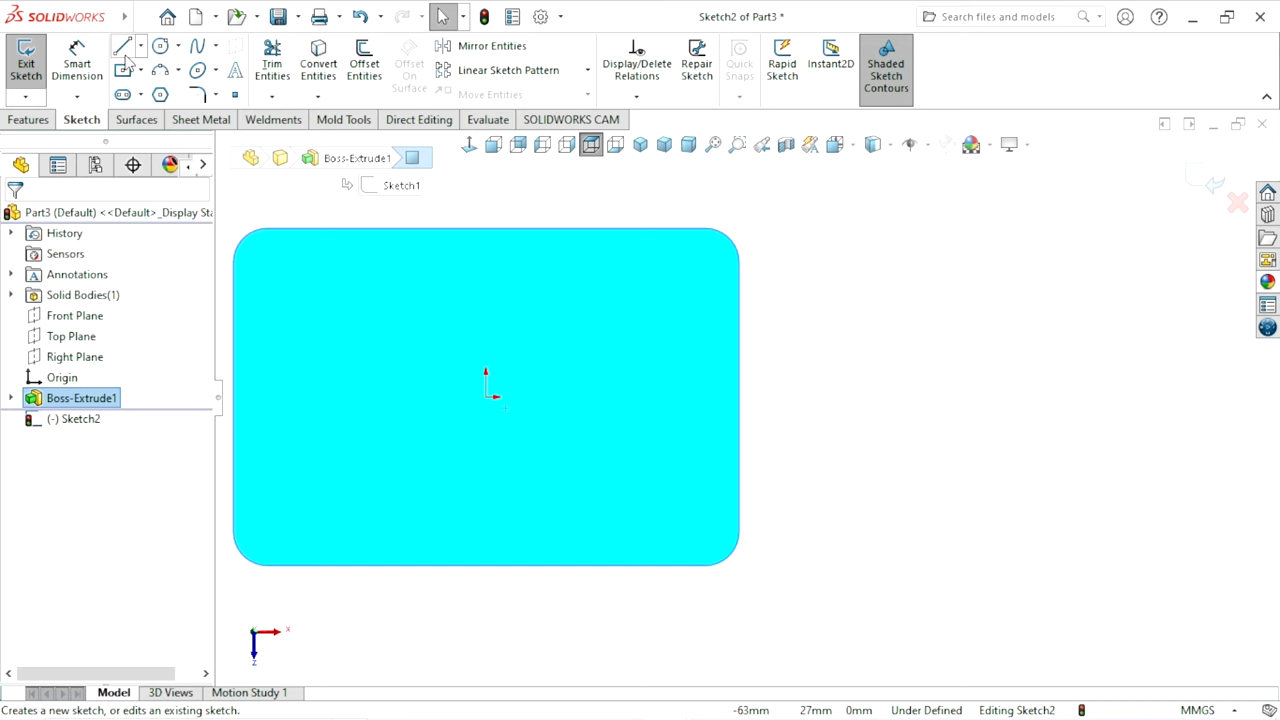 SOLIDWORKS
Sketch2 of Part3 *
Search files and models
Exit Sketch
Smart Dimension
Trim Entities
Convert Entities
Offset Entities
Offset On Surface
Mirror Entities
Linear Sketch Pattern
Move Entities
Display/Delete Relations
Repair Sketch
Quick Snaps
Rapid Sketch
Instant2D
Shaded Sketch Contours
Features
Sketch
Surfaces
Sheet Metal
Weldments
Mold Tools
Direct Editing
Evaluate
SOLIDWORKS CAM
Boss-Extrude1
Sketch1
Part3 (Default) <<Default>_Display Sta
History
Sensors
Annotations
Solid Bodies(1)
Front Plane
Top Plane
Right Plane
Origin
Boss-Extrude1
(-) Sketch2
x
z
Model
3D Views
Motion Study 1
Creates a new sketch, or edits an existing sketch.
-63mm
27mm
0mm
Under Defined
Editing Sketch2
MMGS